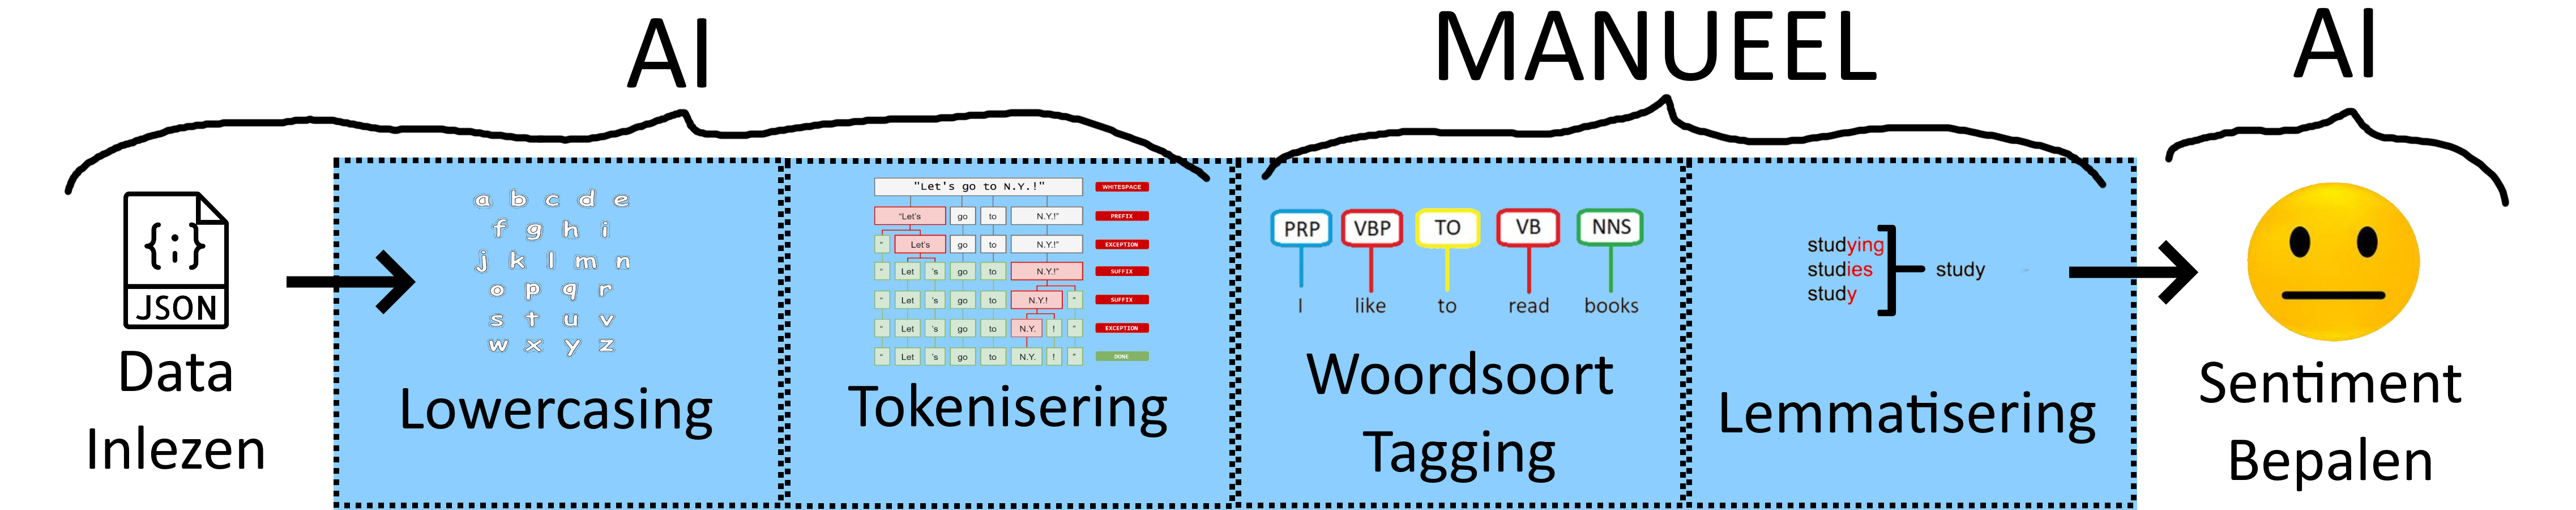 AI
MANUEEL
AI
{;}
JSON
Data
Inlezen
a b c d e
f g h i
j k l m n
o p q r
s t u v
w x y z
Lowercasing
"Let's go to N.Y.!" WHITESPACE
"Let's go to N.Y.!" PREFIX
" Let's go to N.Y.!" EXCEPTION
" Let 's go to N.Y.!" SUFFIX
" Let 's go to N.Y.! " SUFFIX
" Let 's go to N.Y. ! " EXCEPTION
" Let 's go to N.Y. ! " DONE
Tokenisering
PRP VBP TO VB NNS
I like to read books
Woordsoort
Tagging
studying
studies
study
study
Lemmatisering
Sentiment
Bepalen